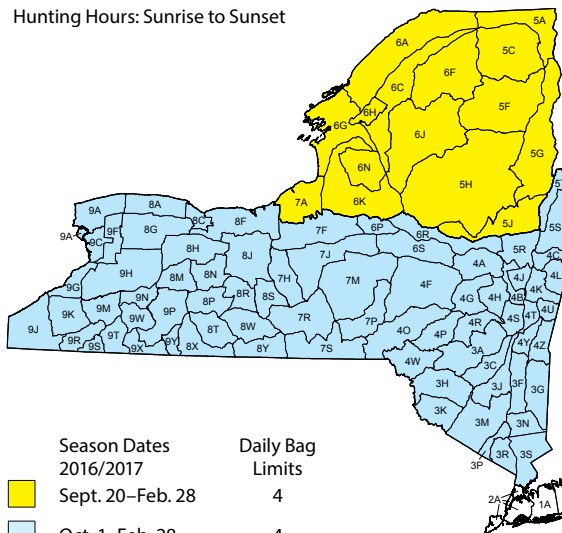 Hunting Hours: Sunrise to Sunset
5A
6A
5C
6F
6C
5F
6H
6G
6J
5G
6N
5H
7A
6K
5J
9A
8A
8C
8F
7F
6P
6R
5S
9A
9F
9C
8G
8H
8J
7J
6S
5R
4C
4A
9H
8M
8N
7H
7M
4F
4J
4L
4K
9G
9N
8R
8S
4G
4H
4B
9K
9M
9P
8P
7R
7P
4R
4S
4T
4U
9J
9W
8T
8W
4O
4P
4Y
4Z
9R
9S
9T
9X
9Y
8X
8Y
7S
4W
3A
3C
3H
3J
3F
3G
3K
3M
3N
3P
3R
3S
2A
1A
Season Dates Daily Bag
2016/2017 Limits
Sept. 20–Feb. 28 4